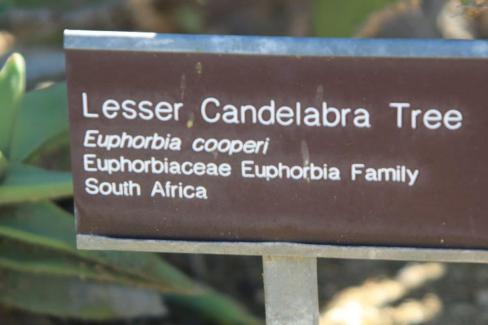 Lesser Candelabra Tree
Euphorbia cooperi
Euphorbiaceae Euphorbia Family
South Africa